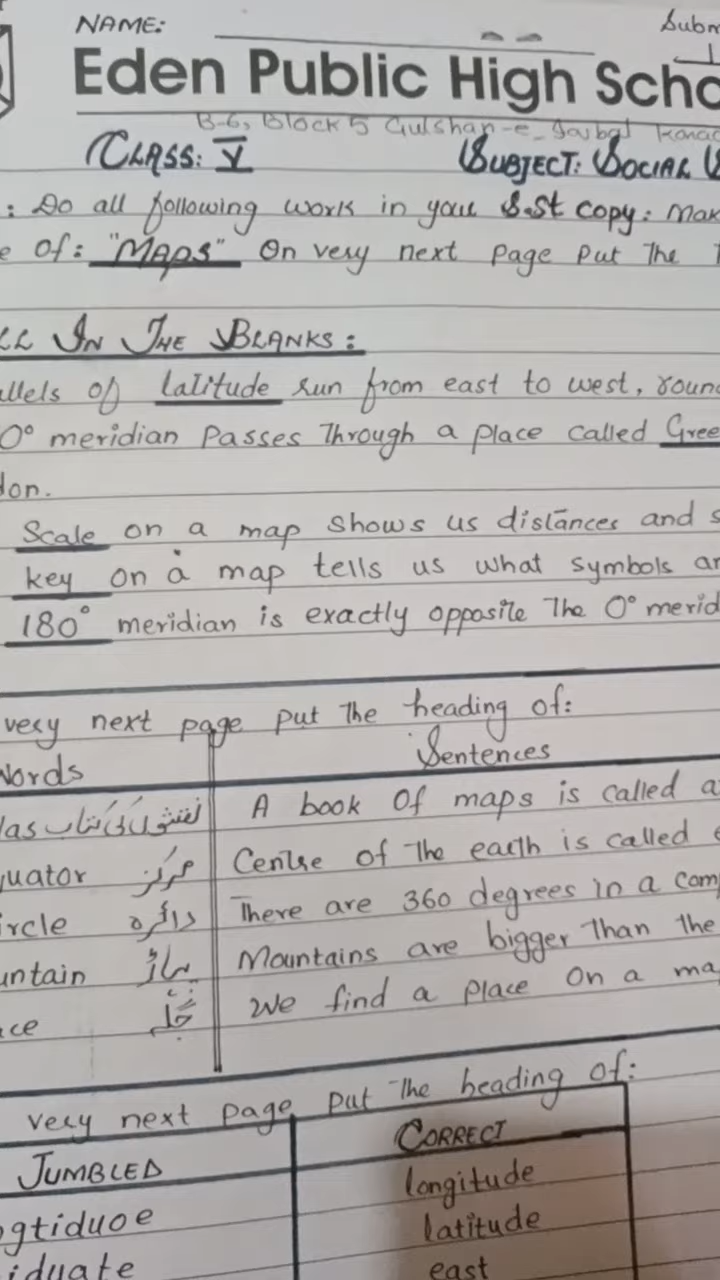 NAME:
Eden Public High Scho
B-6, Block 5 Gulshan-e-
CLASS: V SUBJECT: SOCIAL
: Do all following work in your S.St copy: Mak
e of: "MAPS" On very next page put The T
LL IN THE BLANKS:
allels of latitude run from east to west, roun
0° meridian Passes Through a place called Gree
don.
Scale on a map shows us distances and s
key on a map tells us what symbols ar
180° meridian is exactly opposite The 0° merid
very next page put The heading of:
Words Sentences
las نقشوں کی کتاب A book Of maps is called a
uator مرکز Centre of The earth is called e
ircle دائرہ There are 360 degrees in a com
untain پہاڑ Mountains are bigger Than the
ace جگہ We find a place On a ma
very next page put The heading of:
JUMBLED CORRECT
gtiduoe longitude
iduate latitude
east